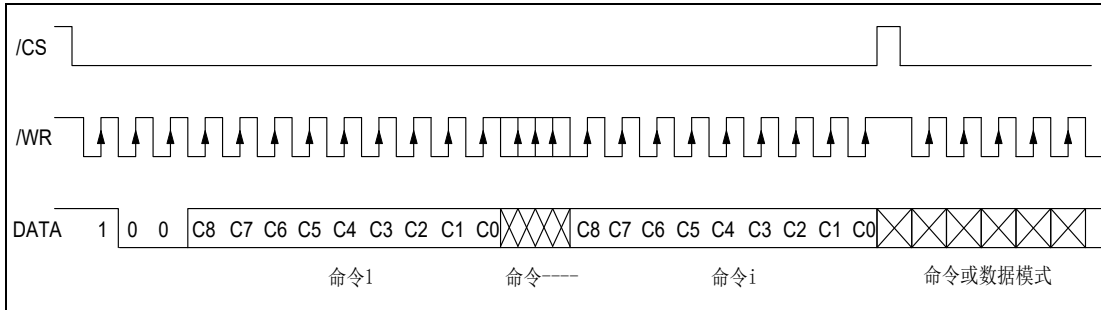 /CS
/WR
DATA 1 0 0 C8 C7 C6 C5 C4 C3 C2 C1 C0 C8 C7 C6 C5 C4 C3 C2 C1 C0
命令1 命令---- 命令i 命令或数据模式